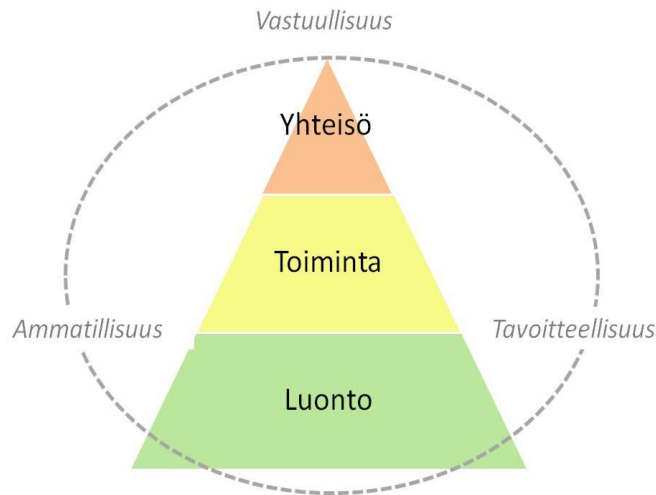 Vastuullisuus
Yhteisö
Toiminta
Ammatillisuus
Tavoitteellisuus
Luonto